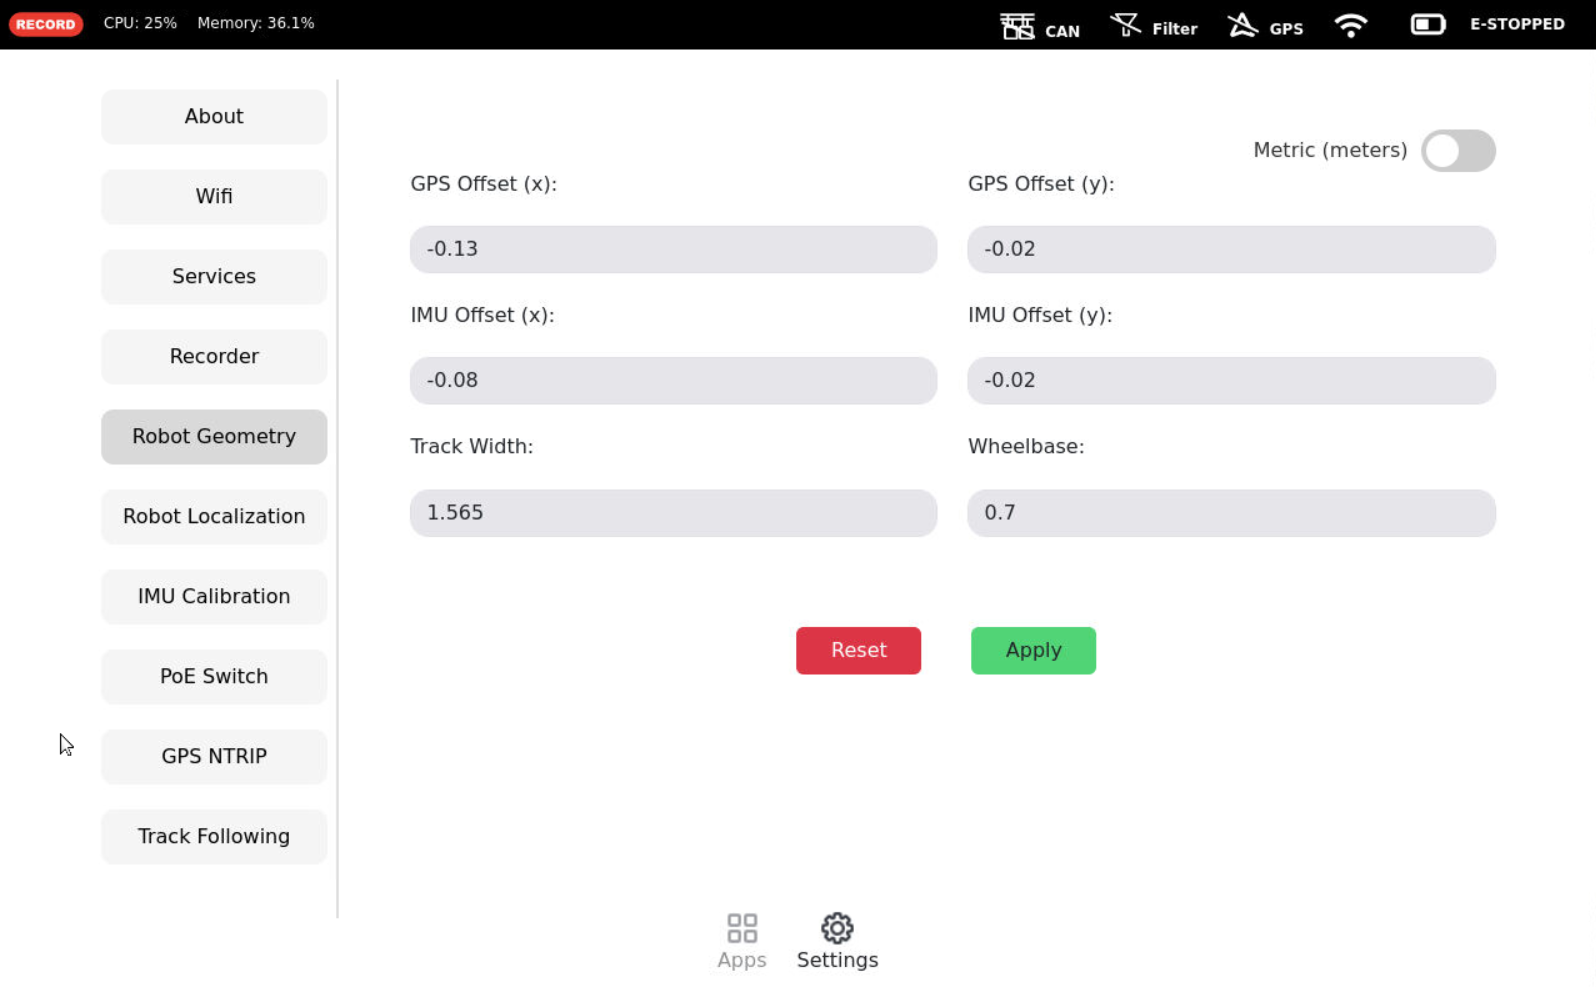 RECORD CPU: 25% Memory: 36.1% CAN Filter GPS E-STOPPED
About
Wifi
Services
Recorder
Robot Geometry
Robot Localization
IMU Calibration
PoE Switch
GPS NTRIP
Track Following
Metric (meters)
GPS Offset (x): GPS Offset (y):
-0.13 -0.02
IMU Offset (x): IMU Offset (y):
-0.08 -0.02
Track Width: Wheelbase:
1.565 0.7
Reset Apply
Apps Settings